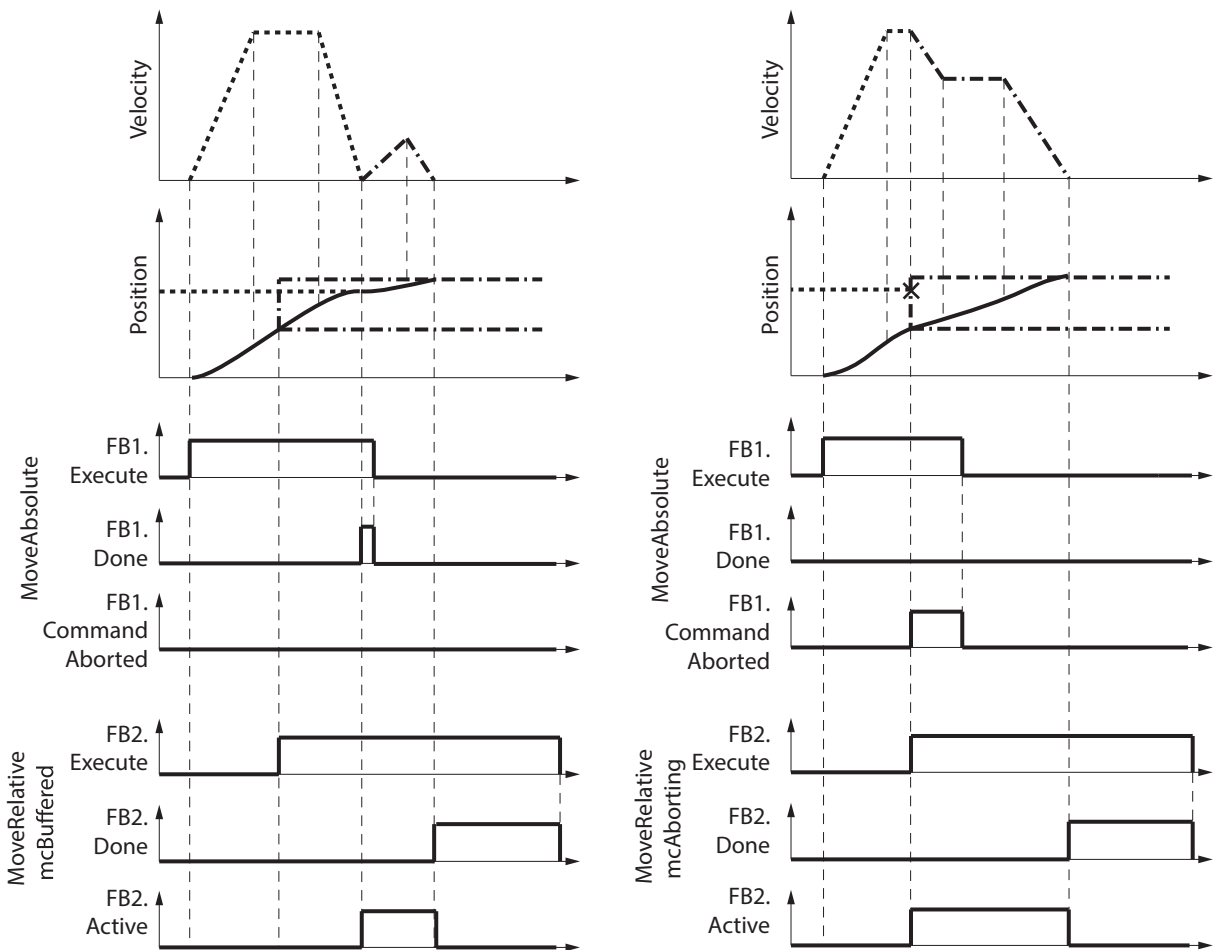 Velocity
Position
MoveAbsolute
FB1.
Execute
FB1.
Done
FB1.
Command
Aborted
MoveRelative
mcBuffered
FB2.
Execute
FB2.
Done
FB2.
Active
Velocity
Position
MoveAbsolute
FB1.
Execute
FB1.
Done
FB1.
Command
Aborted
MoveRelative
mcAborting
FB2.
Execute
FB2.
Done
FB2.
Active